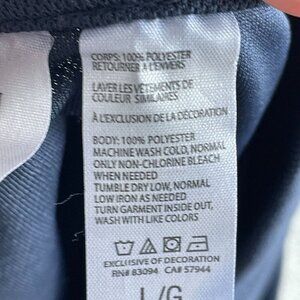 CORPS: 100% POLYESTER
RETOURNER À L'ENVERS
LAVER LES VÊTEMENTS DE
COULEUR SIMILAIRES
À L'EXCLUSION DE LA DÉCORATION
BODY: 100% POLYESTER
MACHINE WASH COLD, NORMAL
ONLY NON-CHLORINE BLEACH
WHEN NEEDED
TUMBLE DRY LOW, NORMAL
LOW IRON AS NEEDED
TURN GARMENT INSIDE OUT,
WASH WITH LIKE COLORS
EXCLUSIVE OF DECORATION
RN# 83094 CA# 57944
L/G